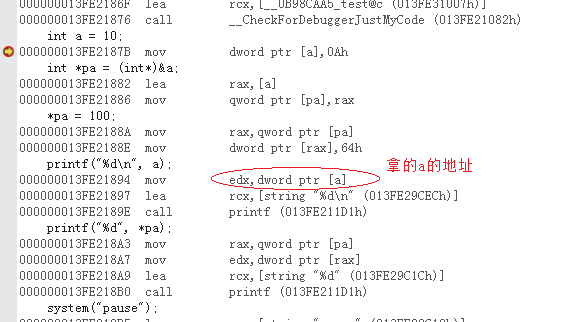 000000013FE2186F lea rcx,[__0B98CAA5_test@c (013FE31007h)]
000000013FE21876 call __CheckForDebuggerJustMyCode (013FE21082h)
int a = 10;
000000013FE2187B mov dword ptr [a],0Ah
int *pa = (int*)&a;
000000013FE21882 lea rax,[a]
000000013FE21886 mov qword ptr [pa],rax
*pa = 100;
000000013FE2188A mov rax,qword ptr [pa]
000000013FE2188E mov dword ptr [rax],64h
printf("%d\n", a);
拿的a的地址
000000013FE21894 mov edx,dword ptr [a]
000000013FE21897 lea rcx,[string "%d\n" (013FE29CECh)]
000000013FE2189E call printf (013FE211D1h)
printf("%d", *pa);
000000013FE218A3 mov rax,qword ptr [pa]
000000013FE218A7 mov edx,dword ptr [rax]
000000013FE218A9 lea rcx,[string "%d" (013FE29C1Ch)]
000000013FE218B0 call printf (013FE211D1h)
system("pause");